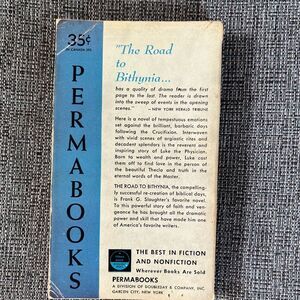 35¢
IN CANADA 39¢
PERMABOOKS
"The Road
to
Bithynia...
has a quality of drama from the first
page to the last. The reader is drawn
into the sweep of events in the opening
scenes." —NEW YORK HERALD TRIBUNE
Here is a novel of tempestuous emotions
set against the brilliant, barbaric days
following the Crucifixion. Interwoven
with vivid scenes of orgiastic rites and
decadent splendors is the reverent and
inspiring story of Luke the Physician.
Born to wealth and power, Luke cast
them off to find love in the person of
the beautiful Thecla and truth in the
eternal words of the Master.
THE ROAD TO BITHYNIA, the compelling-
ly successful re-creation of biblical days,
is Frank G. Slaughter's favorite novel.
To this powerful story of faith and ven-
geance he has brought all the dramatic
power and skill that have made him one
of America's favorite writers.
THE BEST IN FICTION
AND NONFICTION
Wherever Books Are Sold
PERMABOOKS
A DIVISION OF DOUBLEDAY & COMPANY, INC.
GARDEN CITY, NEW YORK